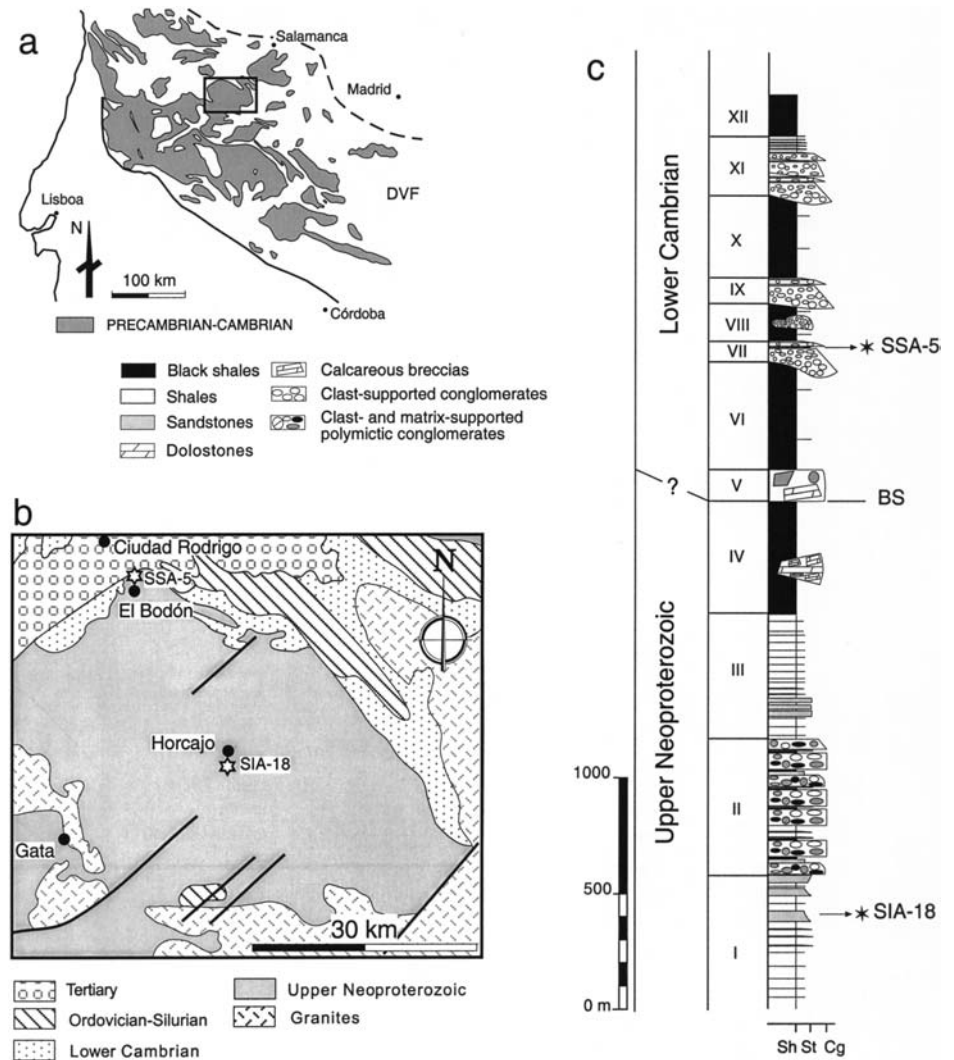 a
Salamanca
Madrid
DVF
Lisboa
N
100 km
Córdoba
PRECAMBRIAN-CAMBRIAN
Black shales
Shales
Sandstones
Dolostones
Calcareous breccias
Clast-supported conglomerates
Clast- and matrix-supported
polymictic conglomerates
b
Ciudad Rodrigo
SSA-5
El Bodón
N
Horcajo
SIA-18
Gata
30 km
Tertiary
Ordovician-Silurian
Lower Cambrian
Upper Neoproterozoic
Granites
c
Lower Cambrian
?
Upper Neoproterozoic
XII
XI
X
IX
VIII
VII
SSA-5
VI
V
BS
IV
III
II
I
SIA-18
1000
500
0 m
Sh St Cg